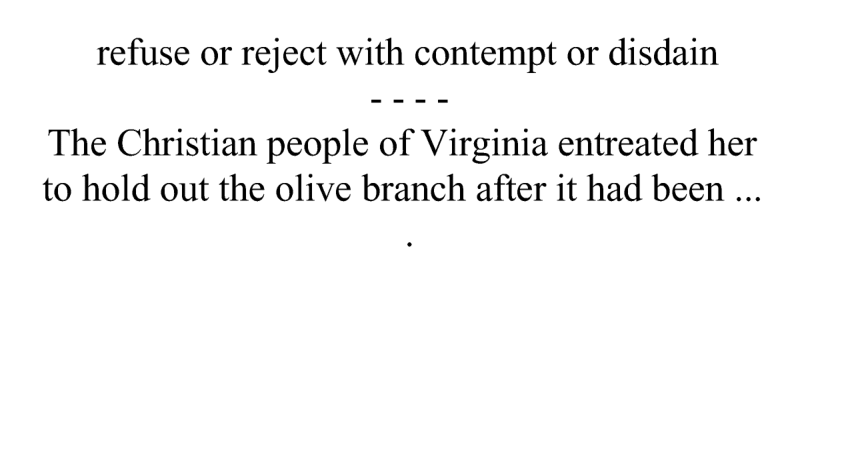 refuse or reject with contempt or disdain
- - - -
The Christian people of Virginia entreated her
to hold out the olive branch after it had been ...
.